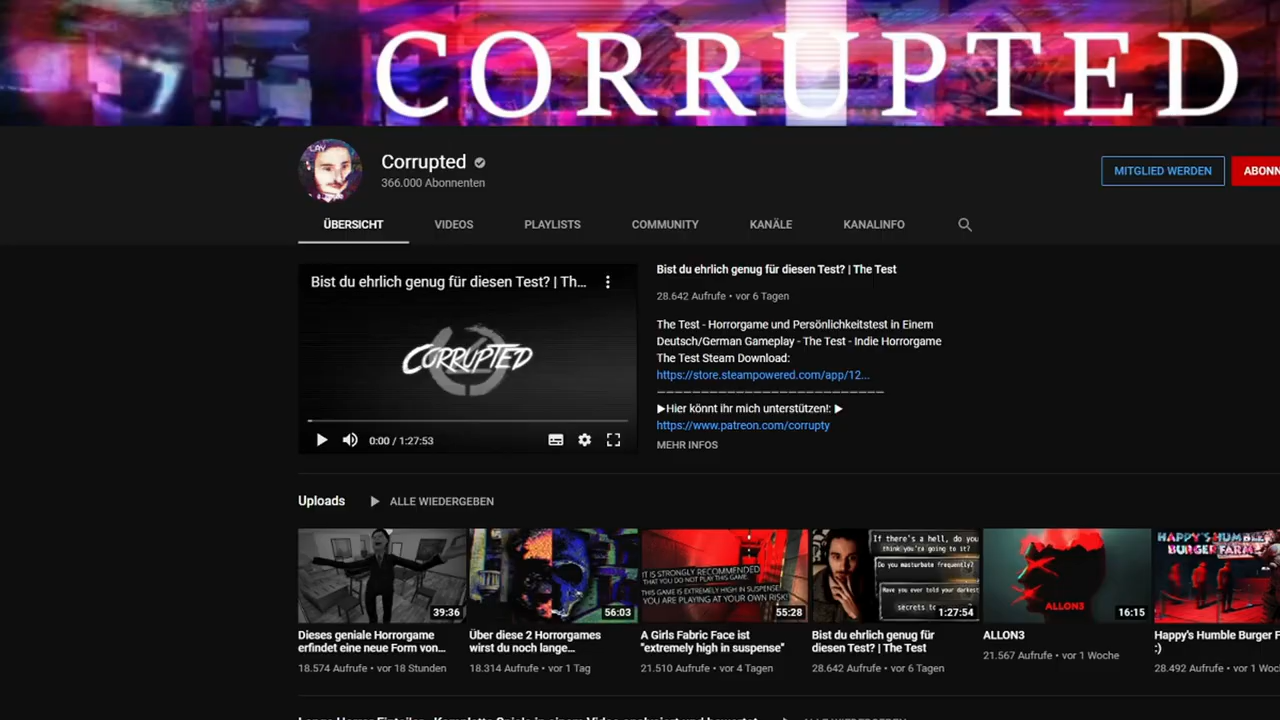 CORRUPTED
LAY
Corrupted
366.000 Abonnenten
MITGLIED WERDEN
ABONN
ÜBERSICHT
VIDEOS
PLAYLISTS
COMMUNITY
KANÄLE
KANALINFO
Bist du ehrlich genug für diesen Test? | Th...
CORRUPTED
0:00 / 1:27:53
Bist du ehrlich genug für diesen Test? | The Test
28.642 Aufrufe • vor 6 Tagen
The Test - Horrorgame und Persönlichkeitstest in Einem
Deutsch/German Gameplay - The Test - Indie Horrorgame
The Test Steam Download:
https://store.steampowered.com/app/12...
▶Hier könnt ihr mich unterstützen!: ▶
https://www.patreon.com/corrupty
MEHR INFOS
Uploads
ALLE WIEDERGEBEN
39:36
Dieses geniale Horrorgame
erfindet eine neue Form von...
18.574 Aufrufe • vor 18 Stunden
56:03
Über diese 2 Horrorgames
wirst du noch lange...
18.314 Aufrufe • vor 1 Tag
IT IS STRONGLY RECOMMENDED
THAT YOU DO NOT PLAY THIS GAME.
THIS GAME IS EXTREMELY HIGH IN SUSPENSE
YOU ARE PLAYING AT YOUR OWN RISK!
55:28
A Girls Fabric Face ist
"extremely high in suspense"
21.510 Aufrufe • vor 4 Tagen
If there's a hell, do you
think you're going to it?
Do you masturbate frequently?
Have you ever told your darkest
secrets to
1:27:54
Bist du ehrlich genug für
diesen Test? | The Test
28.642 Aufrufe • vor 6 Tagen
ALLON3
16:15
ALLON3
21.567 Aufrufe • vor 1 Woche
HAPPY'S HUMBLE
BURGER FARM
Happy's Humble Burger F
:)
28.492 Aufrufe • vor 1 Woc